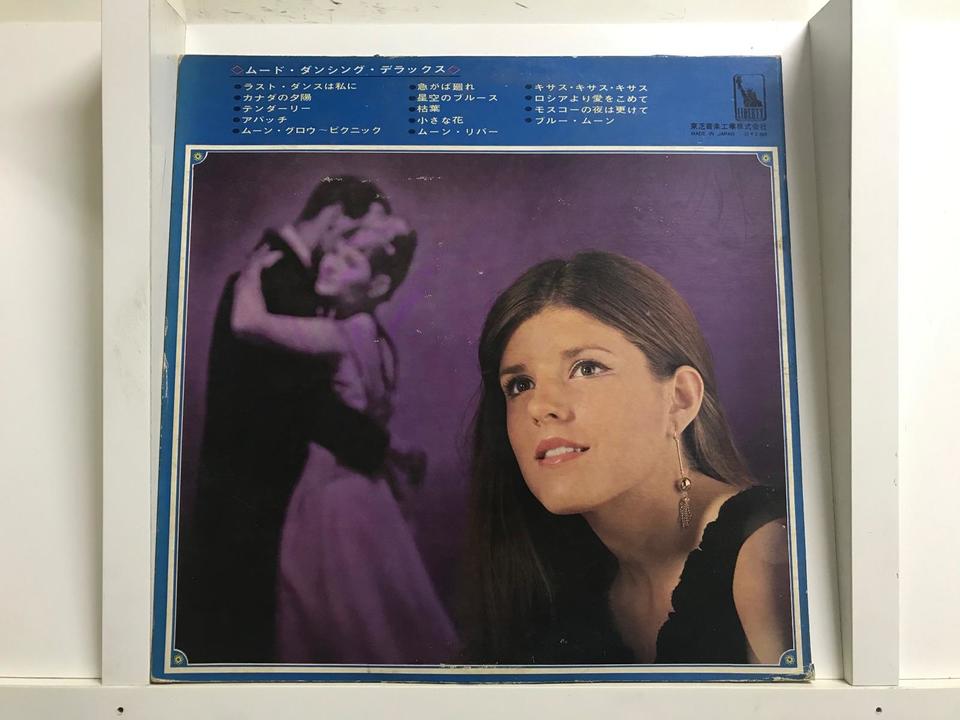 ムード・ダンシング・デラックス
ラスト・ダンスは私に
カナダの夕陽
テンダーリー
アパッチ
ムーン・グロウ〜ピクニック
急がば廻れ
星空のブルース
枯葉
小さな花
ムーン・リバー
キサス・キサス・キサス
ロシアより愛をこめて
モスコーの夜は更けて
ブルー・ムーン
LIBERTY
東芝音楽工業株式会社
MADE IN JAPAN